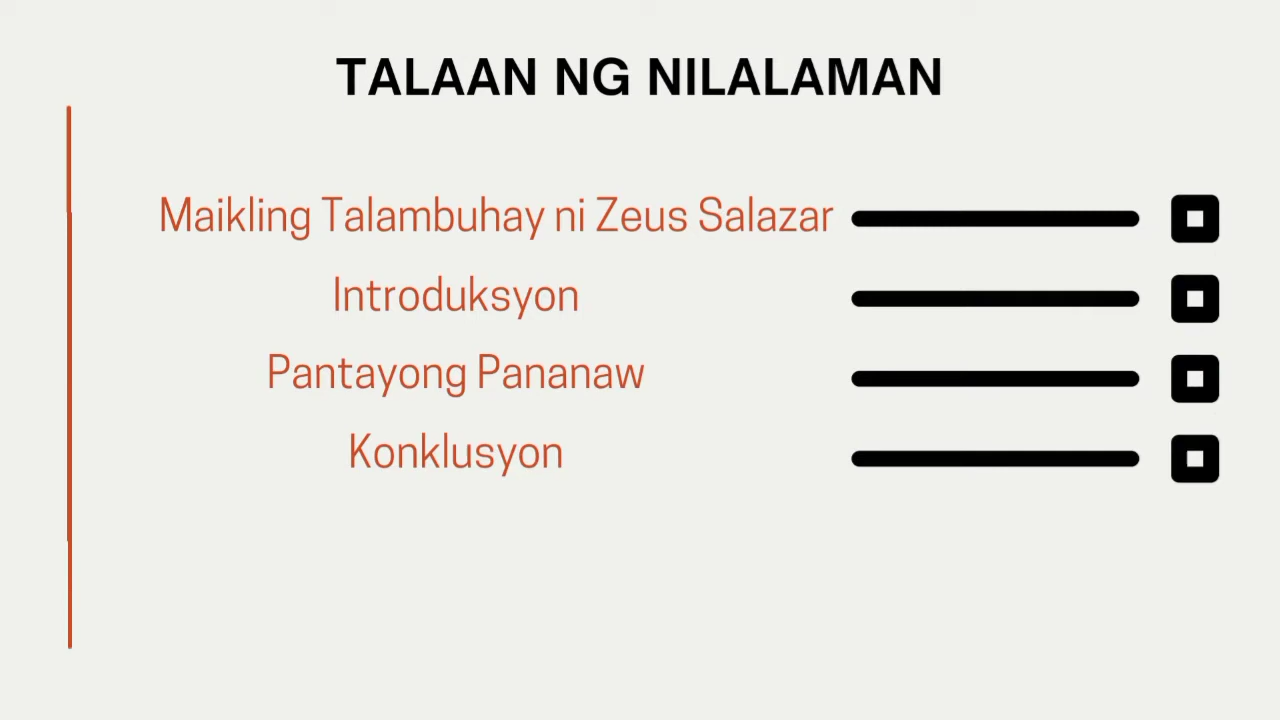 TALAAN NG NILALAMAN
Maikling Talambuhay ni Zeus Salazar
Introduksyon
Pantayong Pananaw
Konklusyon